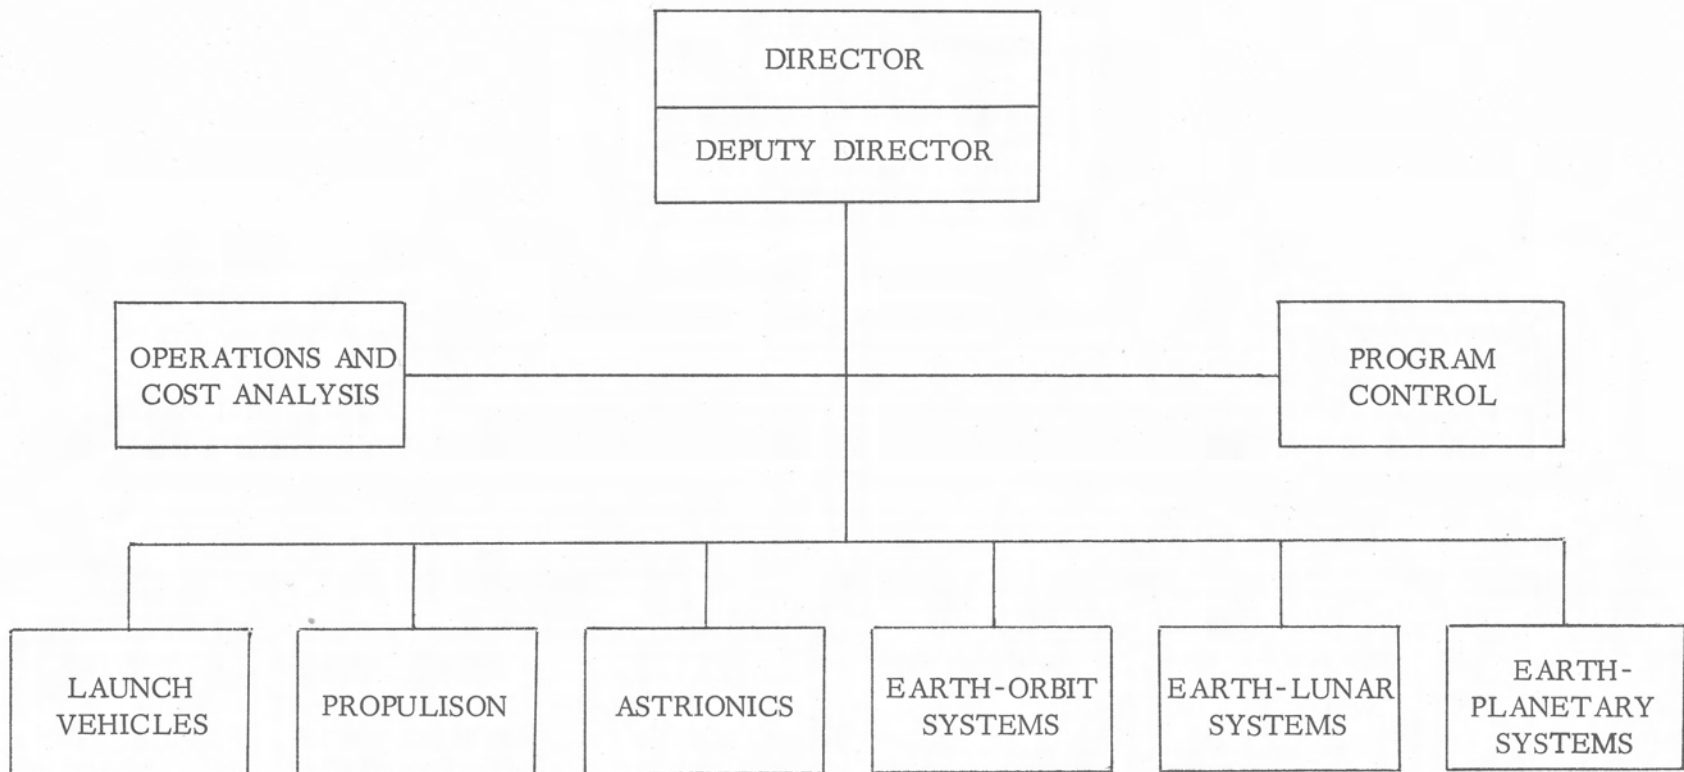 DIRECTOR
DEPUTY DIRECTOR
OPERATIONS AND
COST ANALYSIS
PROGRAM
CONTROL
LAUNCH
VEHICLES
PROPULISON
ASTRIONICS
EARTH-ORBIT
SYSTEMS
EARTH-LUNAR
SYSTEMS
EARTH-
PLANETARY
SYSTEMS